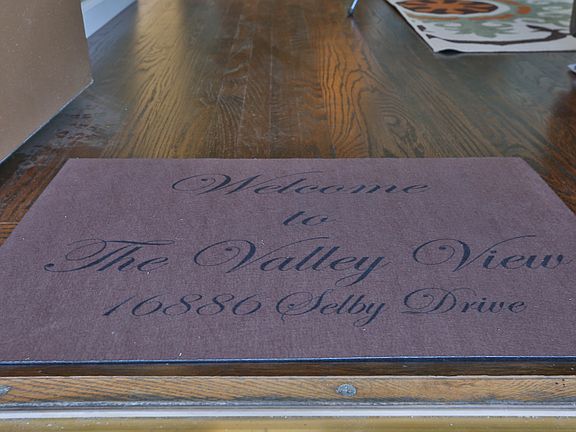 Welcome
to
The Valley View
16886 Selby Drive